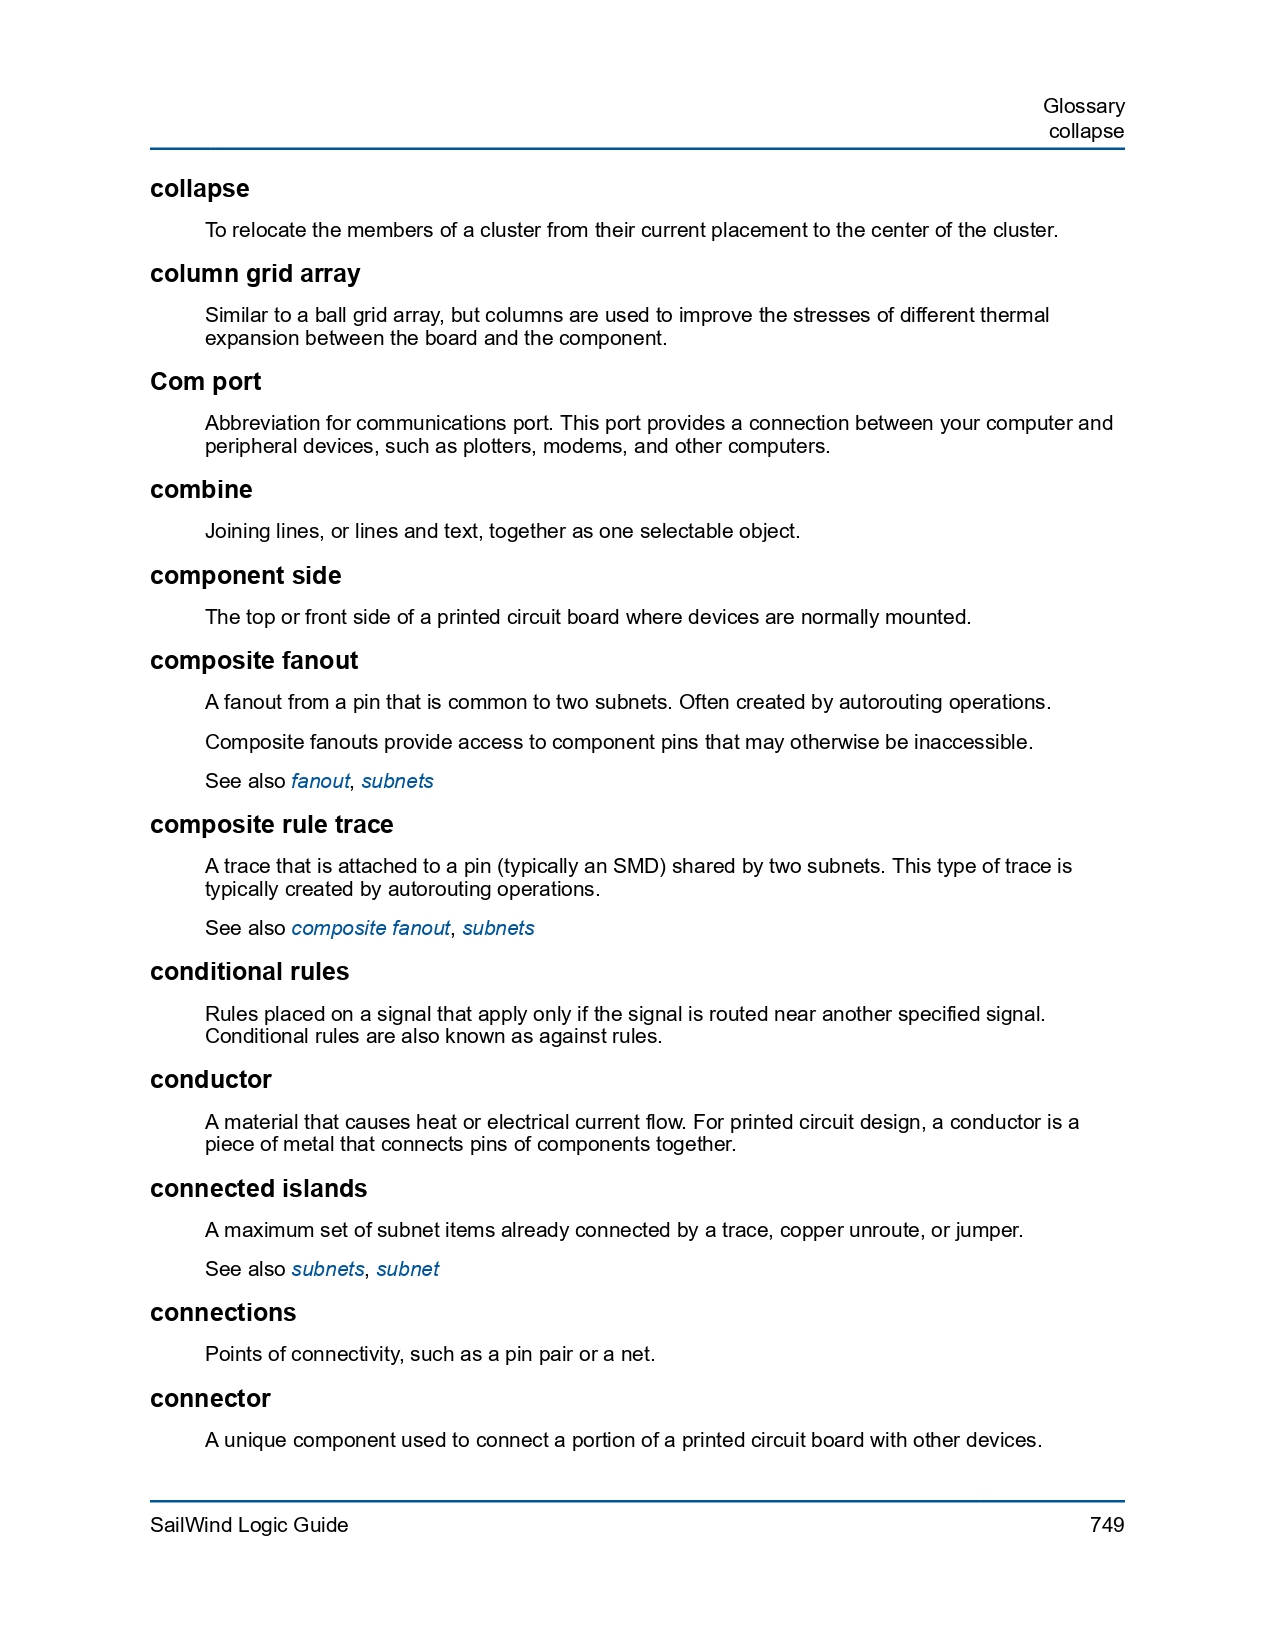 Glossary
collapse
collapse
To relocate the members of a cluster from their current placement to the center of the cluster.
column grid array
Similar to a ball grid array, but columns are used to improve the stresses of different thermal
expansion between the board and the component.
Com port
Abbreviation for communications port. This port provides a connection between your computer and
peripheral devices, such as plotters, modems, and other computers.
combine
Joining lines, or lines and text, together as one selectable object.
component side
The top or front side of a printed circuit board where devices are normally mounted.
composite fanout
A fanout from a pin that is common to two subnets. Often created by autorouting operations.
Composite fanouts provide access to component pins that may otherwise be inaccessible.
See also fanout, subnets
composite rule trace
A trace that is attached to a pin (typically an SMD) shared by two subnets. This type of trace is
typically created by autorouting operations.
See also composite fanout, subnets
conditional rules
Rules placed on a signal that apply only if the signal is routed near another specified signal.
Conditional rules are also known as against rules.
conductor
A material that causes heat or electrical current flow. For printed circuit design, a conductor is a
piece of metal that connects pins of components together.
connected islands
A maximum set of subnet items already connected by a trace, copper unroute, or jumper.
See also subnets, subnet
connections
Points of connectivity, such as a pin pair or a net.
connector
A unique component used to connect a portion of a printed circuit board with other devices.
SailWind Logic Guide 749